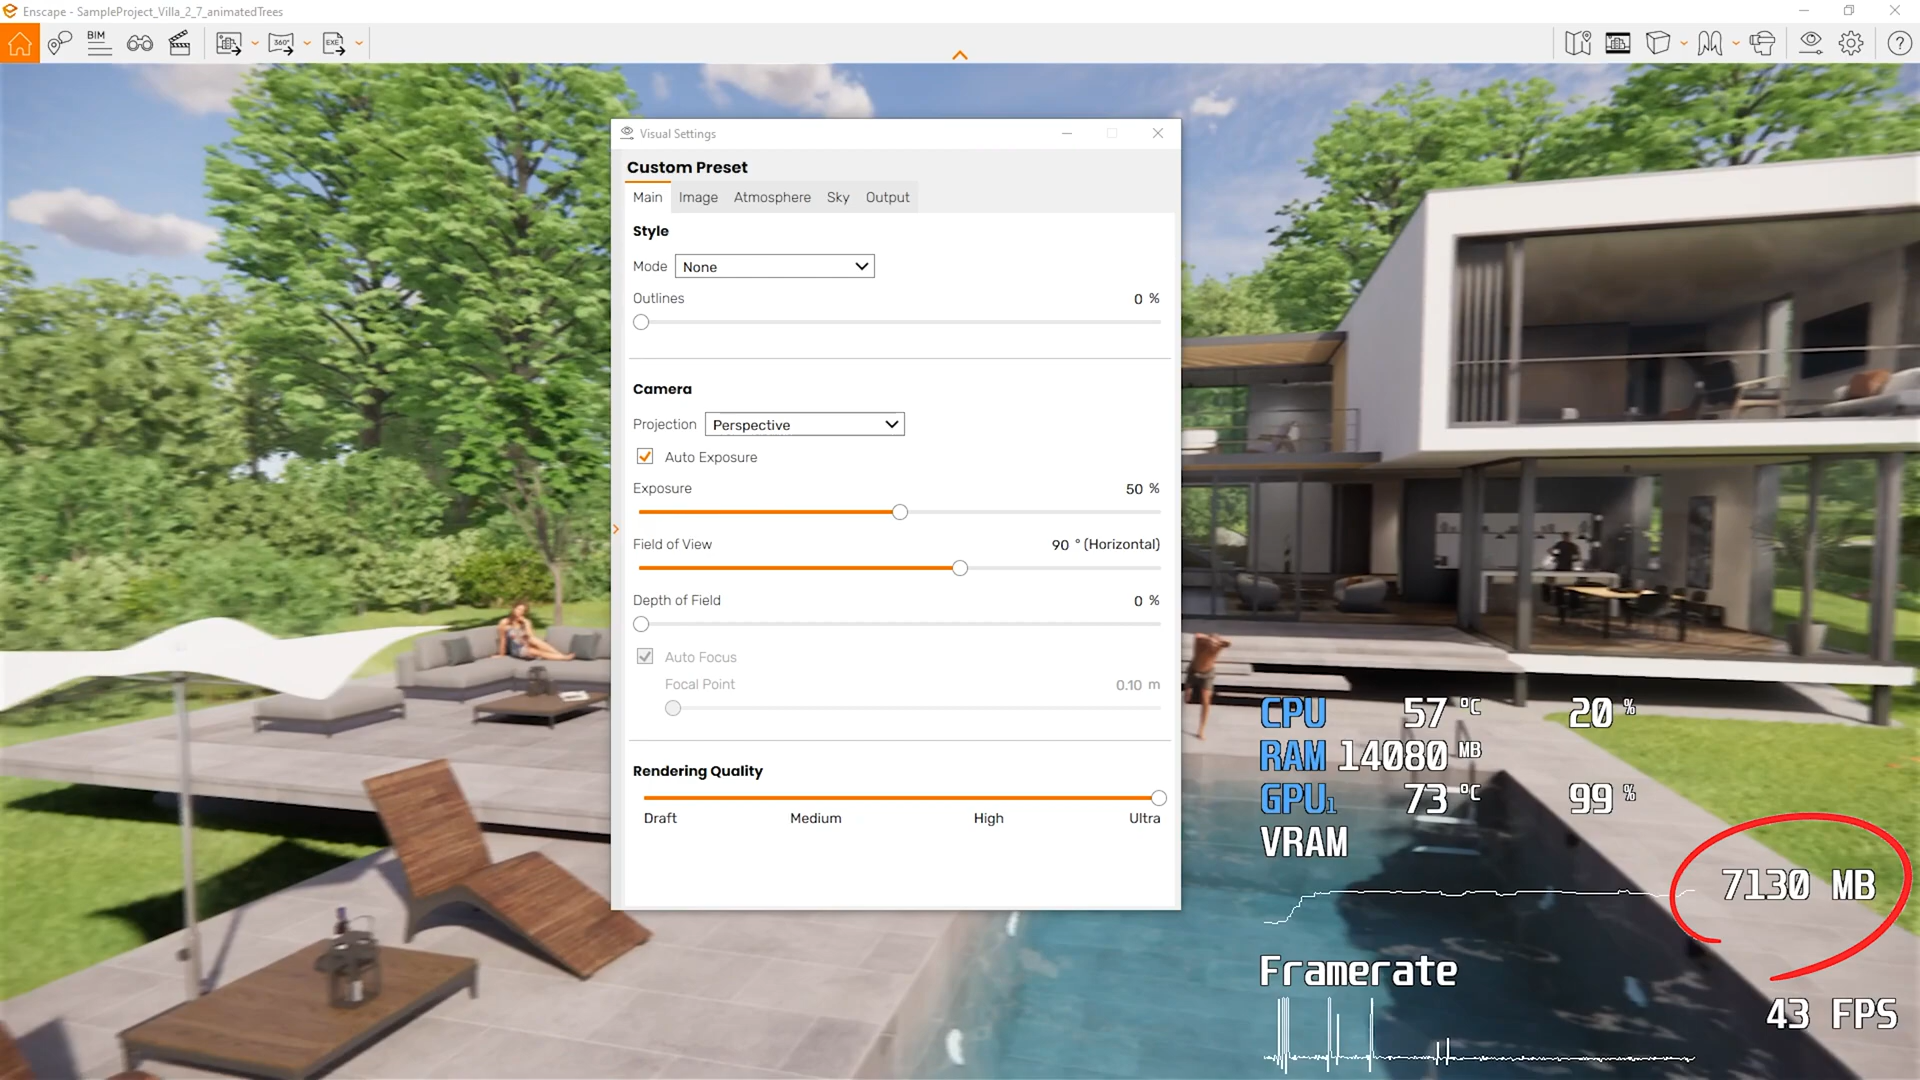 Enscape - SampleProject_Villa_2_7_animatedTrees
BIM
360°
EXE
Visual Settings
Custom Preset
Main Image Atmosphere Sky Output
Style
Mode None
Outlines 0 %
Camera
Projection Perspective
Auto Exposure
Exposure 50 %
Field of View 90 ° (Horizontal)
Depth of Field 0 %
Auto Focus
Focal Point 0.10 m
Rendering Quality
Draft Medium High Ultra
CPU 57 °C 20 %
RAM 14080 MB
GPU1 73 °C 99 %
VRAM
7130 MB
Framerate
43 FPS